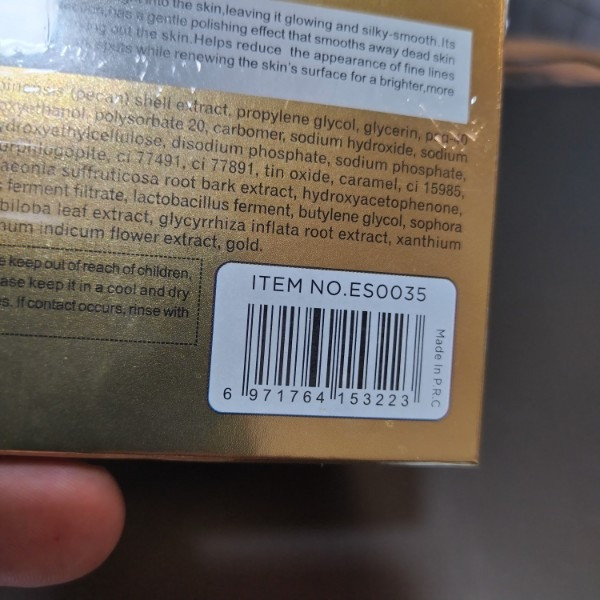 into the skin,leaving it glowing and silky-smooth.Its
has a gentle polishing effect that smooths away dead skin
out the skin.Helps reduce the appearance of fine lines
while renewing the skin's surface for a brighter,more
(pecan) shell extract, propylene glycol, glycerin,
polysorbate 20, carbomer, sodium hydroxide, sodium
disodium phosphate, sodium phosphate,
ci 77491, ci 77891, tin oxide, caramel, ci 15985,
suffruticosa root bark extract, hydroxyacetophenone,
ferment filtrate, lactobacillus ferment, butylene glycol, sophora
biloba leaf extract, glycyrrhiza inflata root extract, xanthium
indicum flower extract, gold.
keep out of reach of children,
keep it in a cool and dry
If contact occurs, rinse with
ITEM NO.ES0035
6 971764 153223
Made in P.R.C